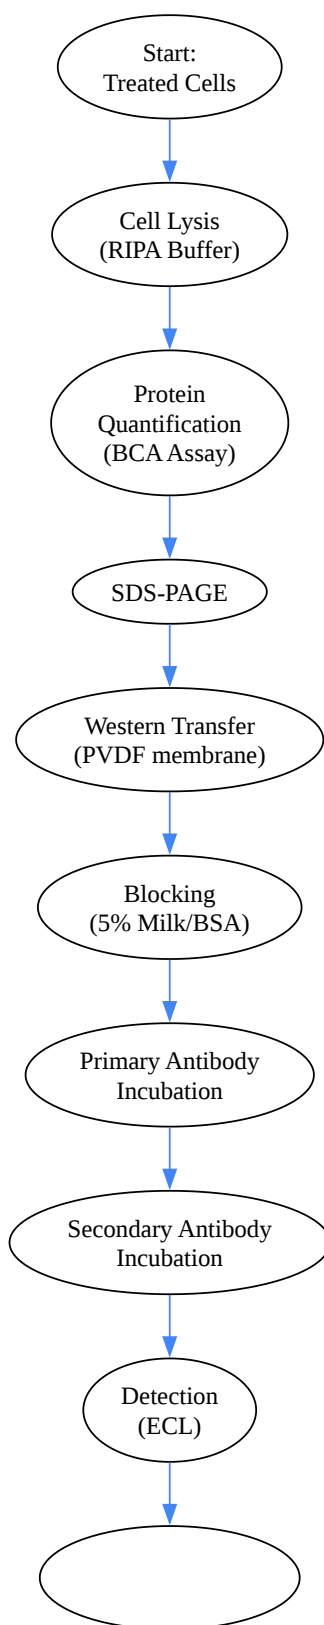 Start:
Treated Cells
Cell Lysis
(RIPA Buffer)
Protein
Quantification
(BCA Assay)
SDS-PAGE
Western Transfer
(PVDF membrane)
Blocking
(5% Milk/BSA)
Primary Antibody
Incubation
Secondary Antibody
Incubation
Detection
(ECL)